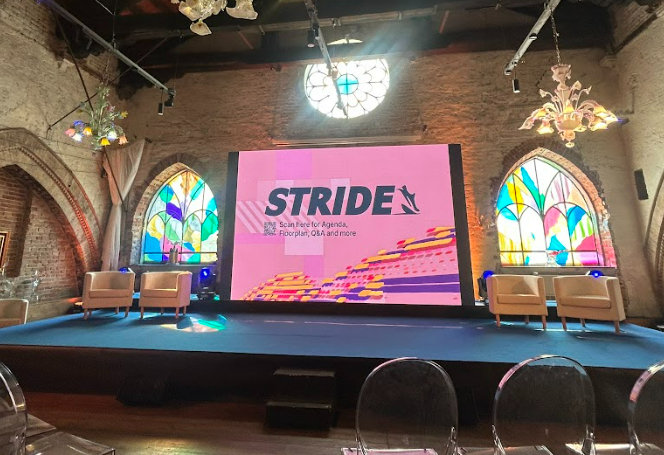 STRIDE
Scan here for Agenda,
Floorplan, Q&A and more